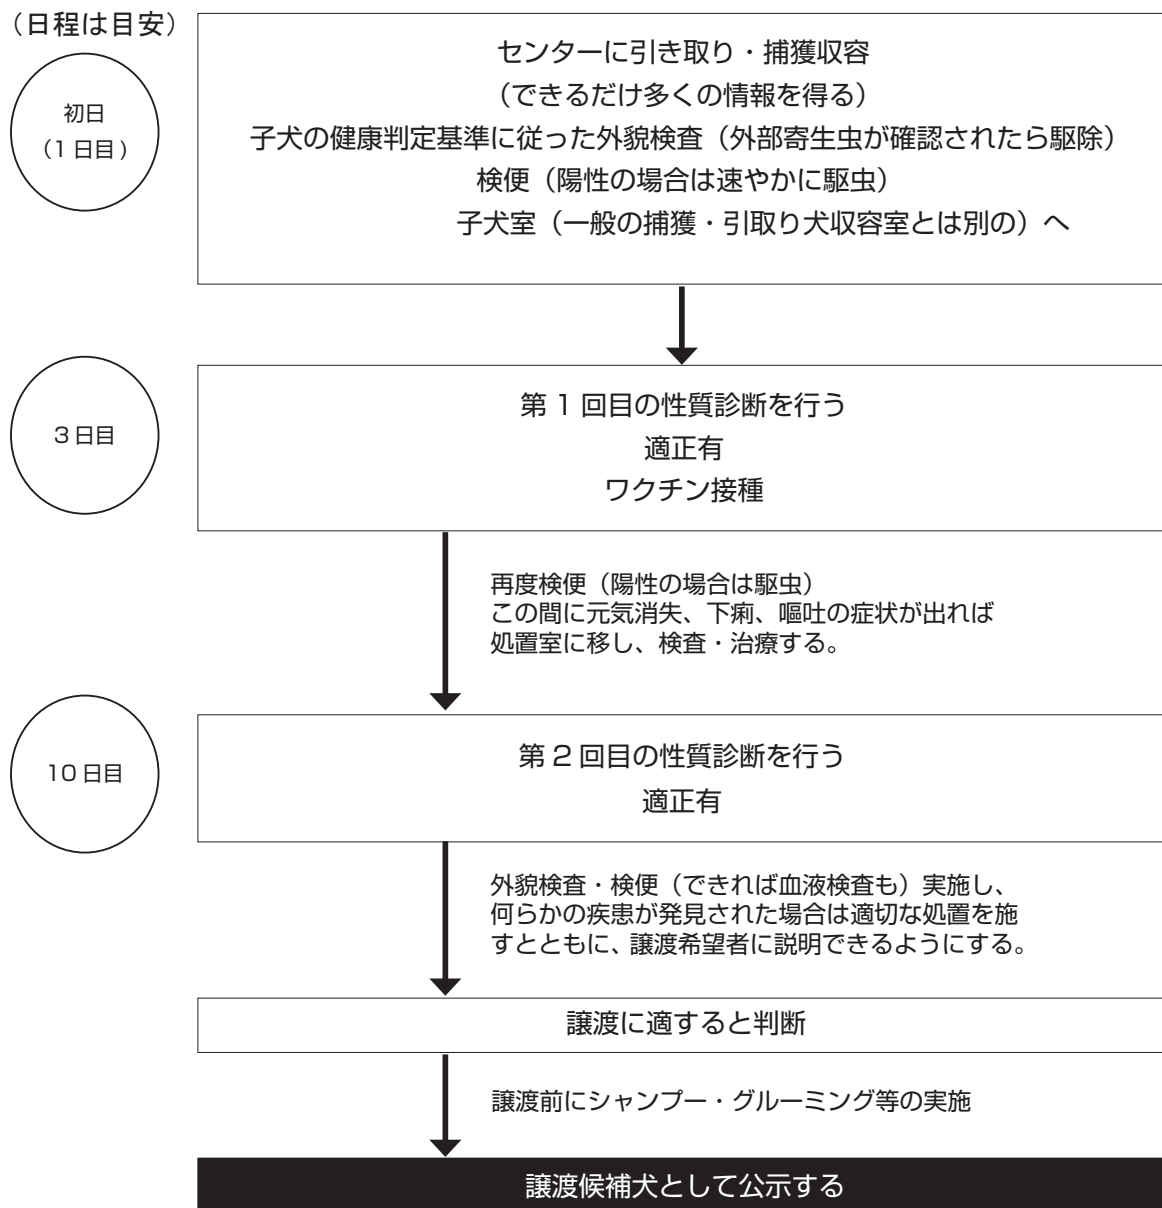 （日程は目安）
センターに引き取り・捕獲収容
（できるだけ多くの情報を得る）
子犬の健康判定基準に従った外貌検査（外部寄生虫が確認されたら駆除）
検便（陽性の場合は速やかに駆虫）
子犬室（一般の捕獲・引取り犬収容室とは別の）へ
初日
（1日目）
3日目
第1回目の性質診断を行う
適正有
ワクチン接種
再度検便（陽性の場合は駆虫）
この間に元気消失、下痢、嘔吐の症状が出れば
処置室に移し、検査・治療する。
10日目
第2回目の性質診断を行う
適正有
外貌検査・検便（できれば血液検査も）実施し、
何らかの疾患が発見された場合は適切な処置を施
すとともに、譲渡希望者に説明できるようにする。
譲渡に適すると判断
譲渡前にシャンプー・グルーミング等の実施
譲渡候補犬として公示する